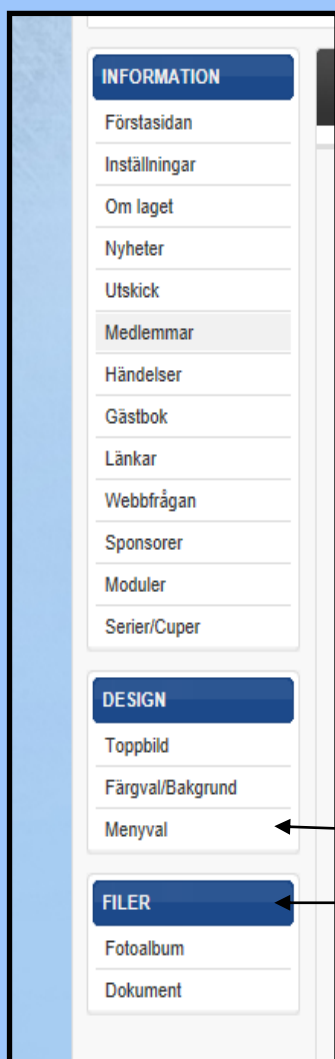 INFORMATION
Förstasidan
Inställningar
Om laget
Nyheter
Utskick
Medlemmar
Händelser
Gästbok
Länkar
Webbfrågan
Sponsorer
Moduler
Serier/Cuper
DESIGN
Toppbild
Färgval/Bakgrund
Menyval
FILER
Fotoalbum
Dokument